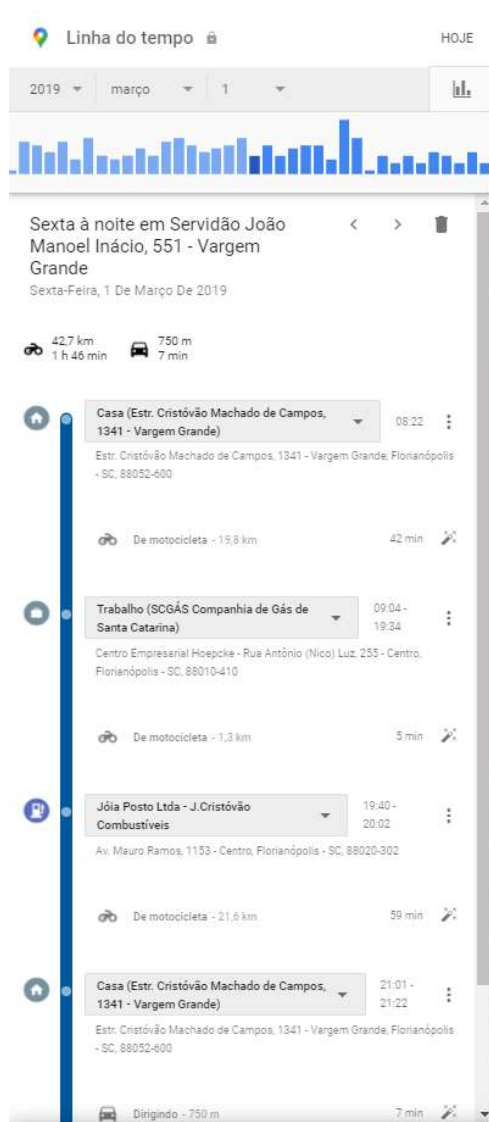 Linha do tempo
HOJE
2019
março
1
Sexta à noite em Servidão João
Manoel Inácio, 551 - Vargem
Grande
Sexta-Feira, 1 De Março De 2019
42,7 km
1 h 46 min
750 m
7 min
Casa (Estr. Cristóvão Machado de Campos,
1341 - Vargem Grande)
08:22
Estr. Cristóvão Machado de Campos, 1341 - Vargem Grande, Florianópolis
- SC, 88052-600
De motocicleta - 19,8 km
42 min
Trabalho (SCGÁS Companhia de Gás de
Santa Catarina)
09:04 -
19:34
Centro Empresarial Hoepcke - Rua Antônio (Nico) Luz, 255 - Centro,
Florianópolis - SC, 88010-410
De motocicleta - 1,3 km
5 min
Jóia Posto Ltda - J.Cristóvão
Combustíveis
19:40 -
20:02
Av. Mauro Ramos, 1153 - Centro, Florianópolis - SC, 88020-302
De motocicleta - 21,6 km
59 min
Casa (Estr. Cristóvão Machado de Campos,
1341 - Vargem Grande)
21:01 -
21:22
Estr. Cristóvão Machado de Campos, 1341 - Vargem Grande, Florianópolis
- SC, 88052-600
Dirigindo - 750 m
7 min